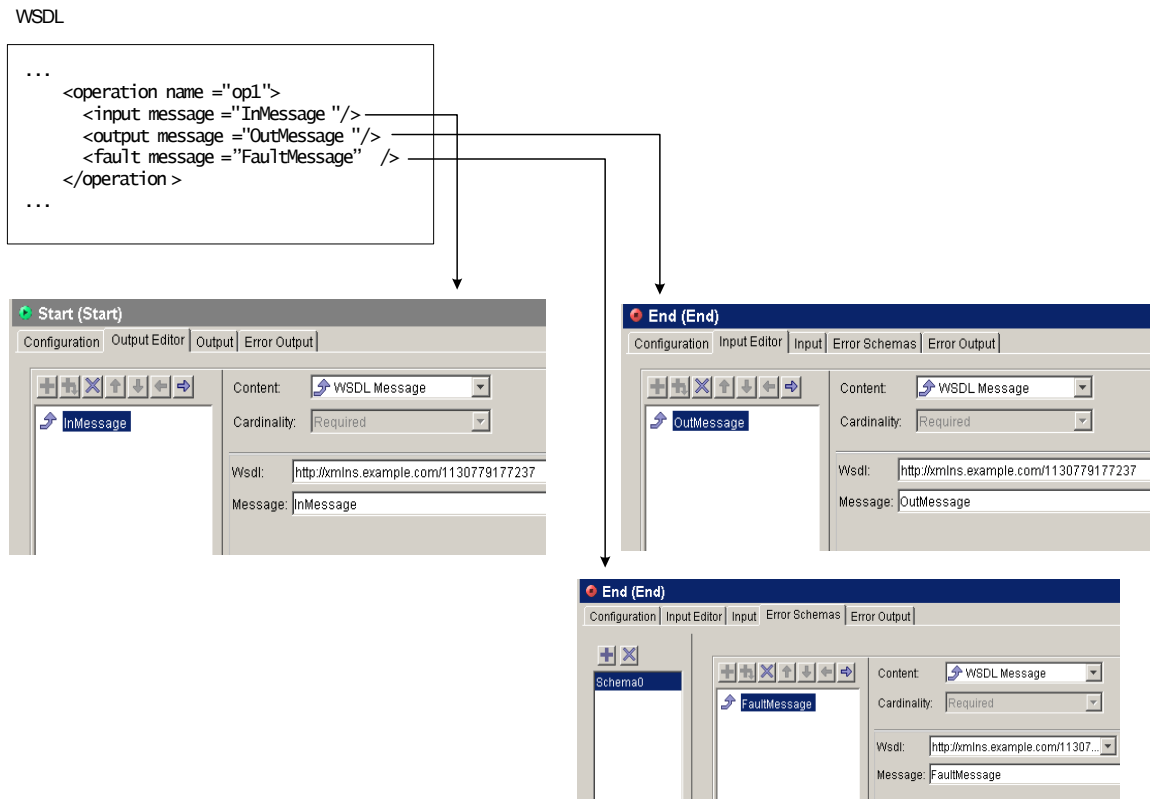 WSDL
...
<operation name ="op1">
<input message ="InMessage "/>
<output message ="OutMessage "/>
<fault message =”FaultMessage”  />
</operation >
...
Start (Start)
Configuration Output Editor Output Error Output
Content: WSDL Message
InMessage
Cardinality: Required
Wsdl: http://xmlns.example.com/1130779177237
Message: InMessage
End (End)
Configuration Input Editor Input Error Schemas Error Output
Content: WSDL Message
OutMessage
Cardinality: Required
Wsdl: http://xmlns.example.com/1130779177237
Message: OutMessage
End (End)
Configuration Input Editor Input Error Schemas Error Output
Schema0
Content: WSDL Message
FaultMessage
Cardinality: Required
Wsdl: http://xmlns.example.com/11307...
Message: FaultMessage